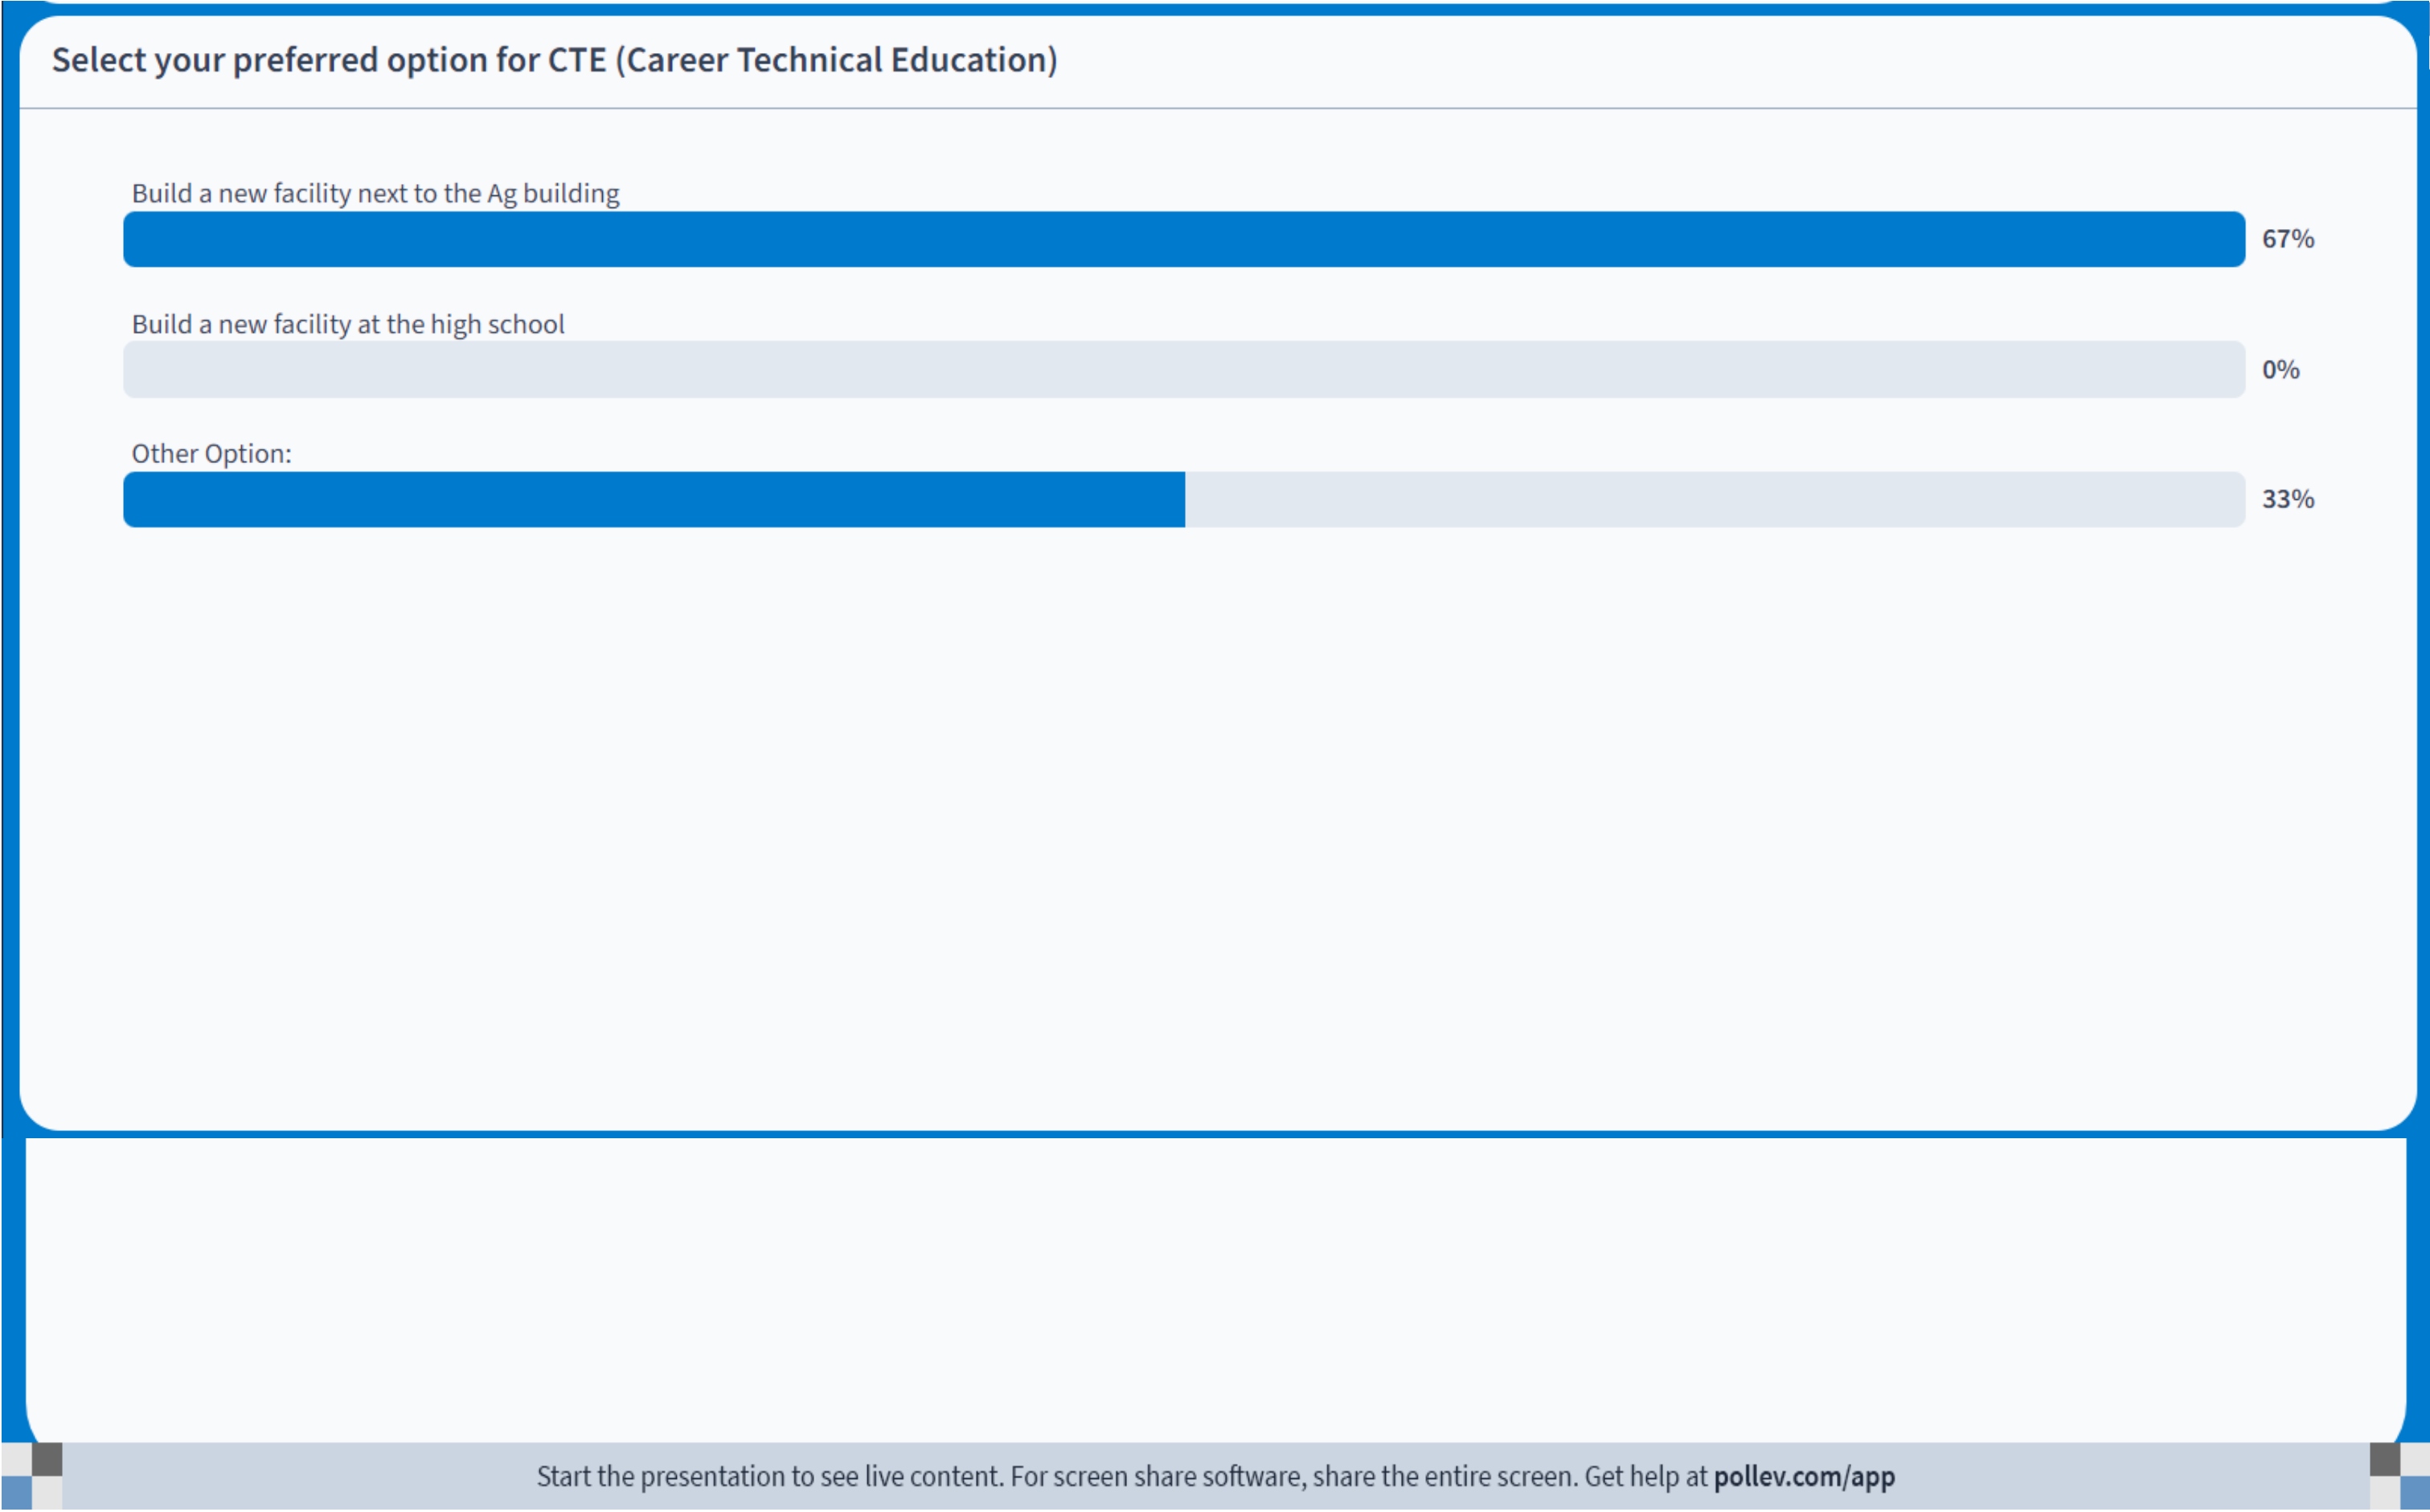 Select your preferred option for CTE (Career Technical Education)
Build a new facility next to the Ag building
67%
Build a new facility at the high school
0%
Other Option:
33%
Start the presentation to see live content. For screen share software, share the entire screen. Get help at pollev.com/app